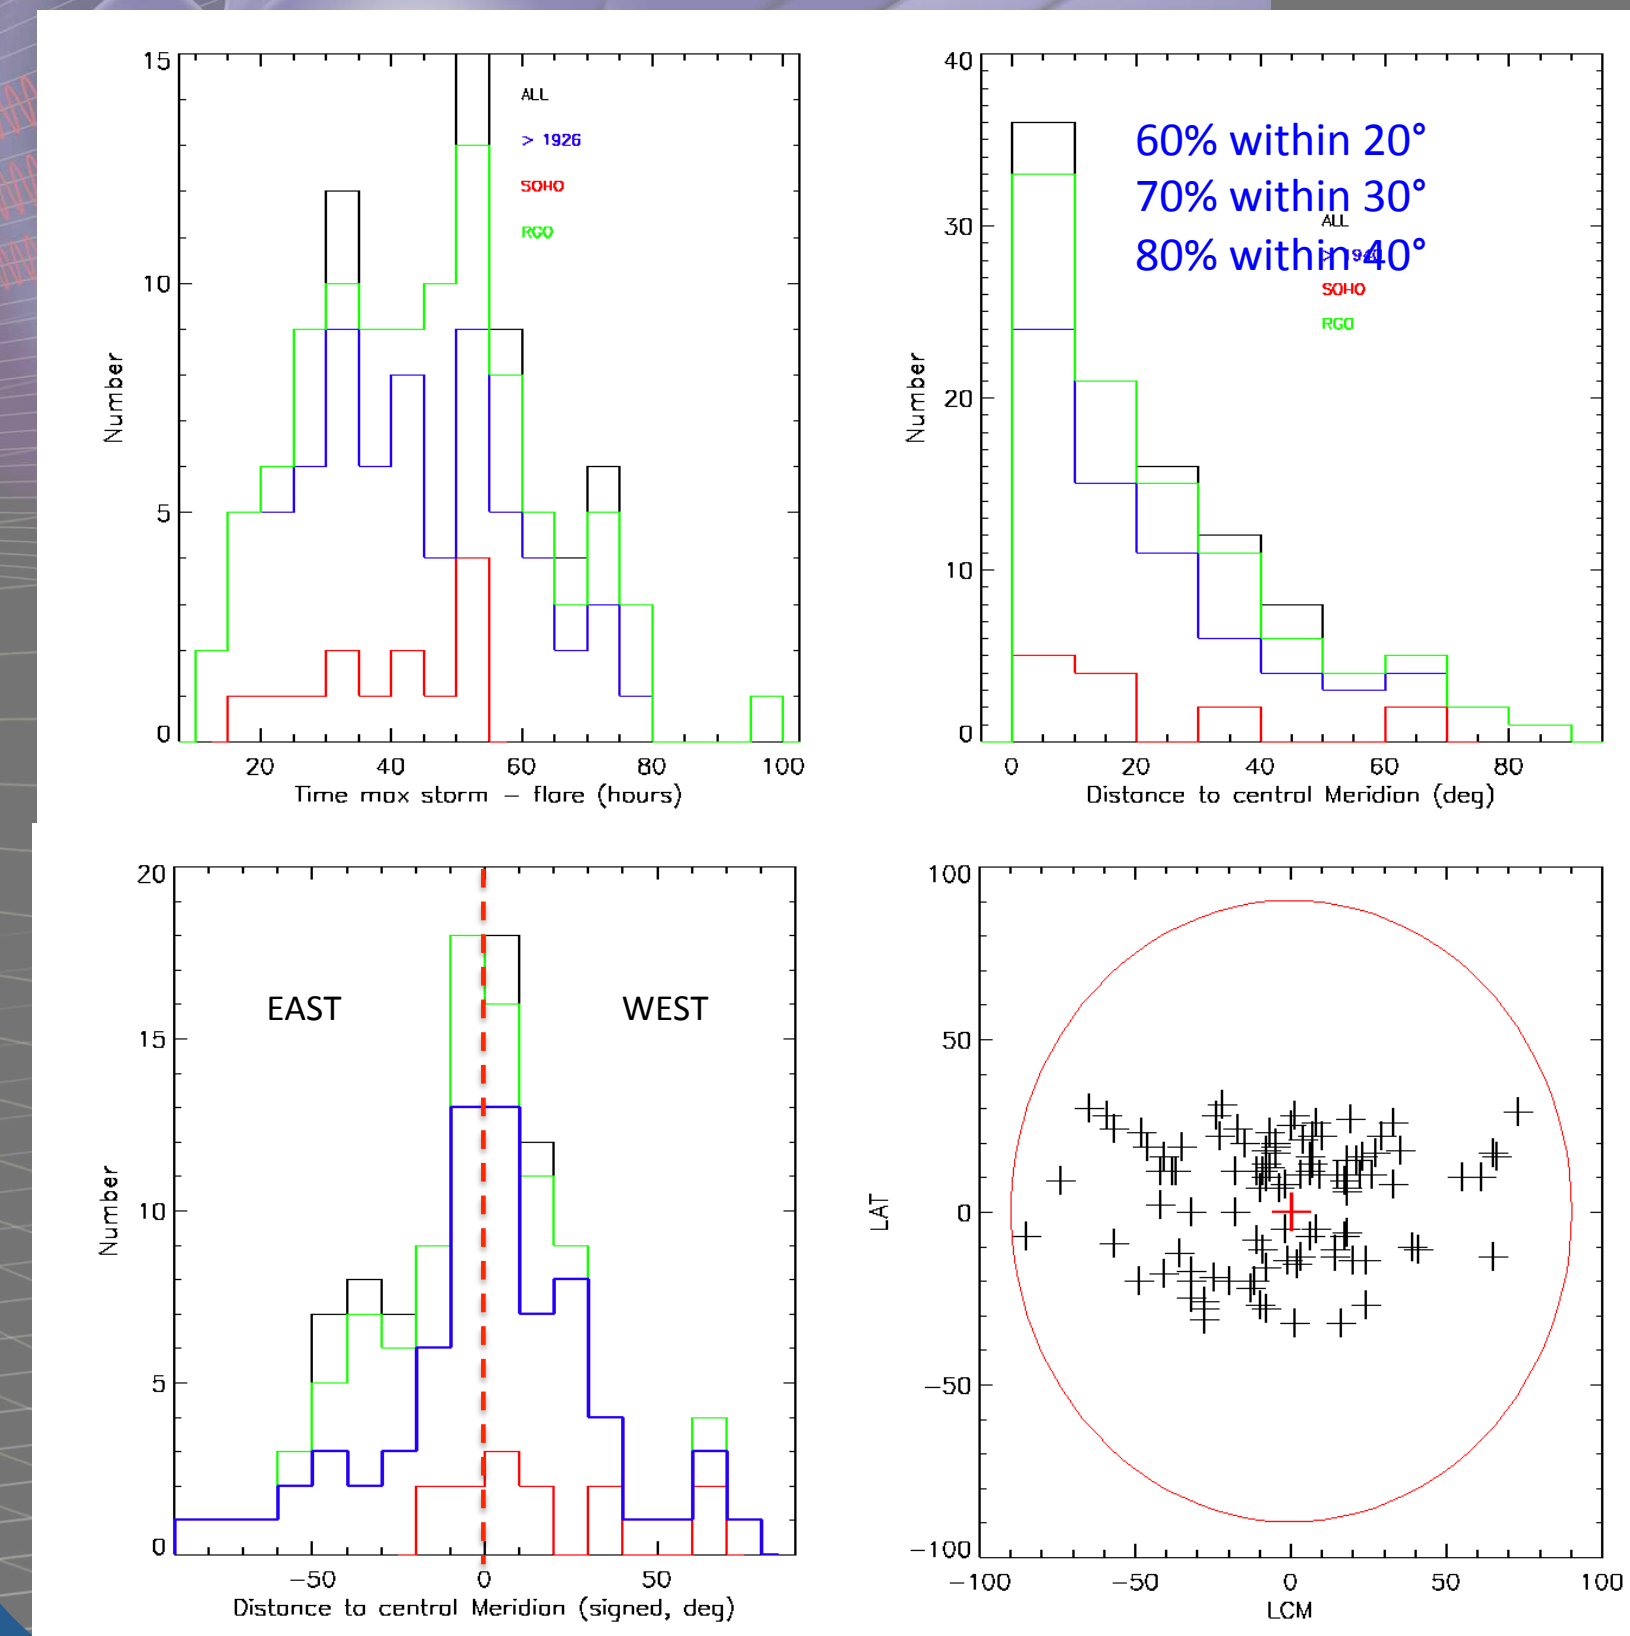 15
10
5
0
20 40 60 80 100
Number
Time max storm – flare (hours)
ALL
> 1926
SOHO
RGO
40
30
20
10
0
0 20 40 60 80
Number
Distance to central Meridian (deg)
60% within 20°
70% within 30°
ALL
80% within 40°
SOHO
RGO
20
15
10
5
0
−50 0 50
Number
Distance to central Meridian (signed, deg)
EAST WEST
100
50
0
−50
−100
−100 −50 0 50 100
LAT
LCM